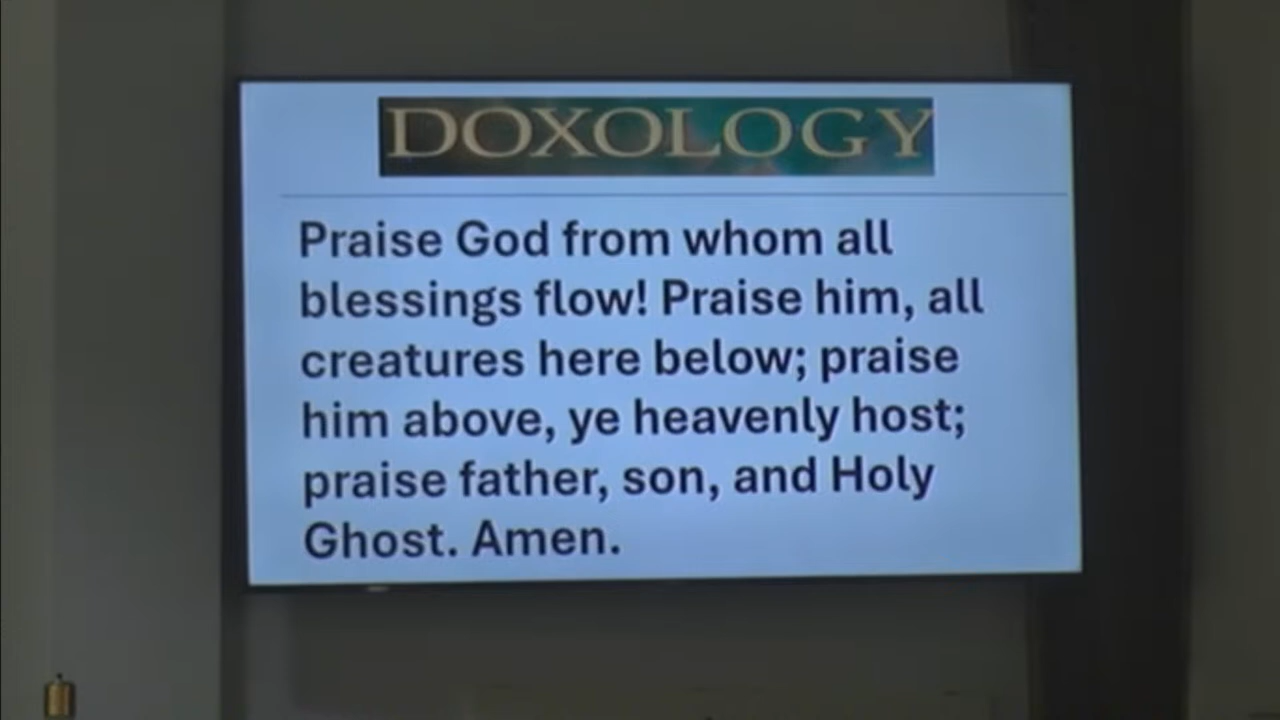 DOXOLOGY
Praise God from whom all
blessings flow! Praise him, all
creatures here below; praise
him above, ye heavenly host;
praise father, son, and Holy
Ghost. Amen.